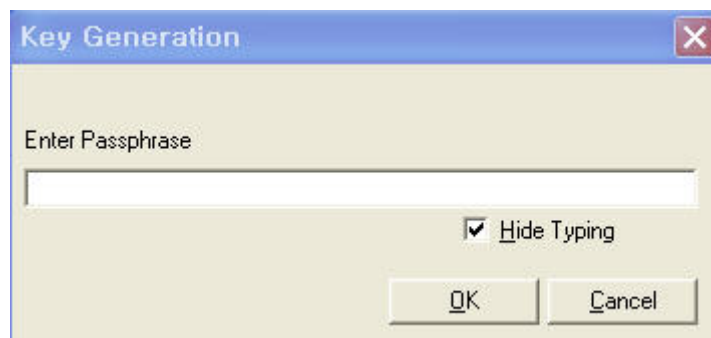 Key Generation
Enter Passphrase
Hide Typing
OK
Cancel